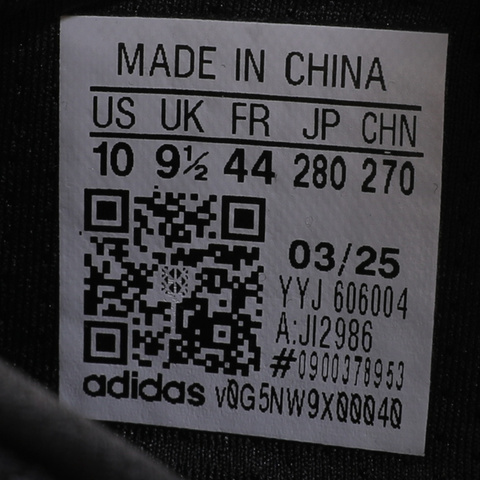 MADE IN CHINA
US UK FR JP CHN
10 9½ 44 280 270
03/25
YYJ 606004
A:JI2986
#0900378953
adidas v0G5NW9X00040